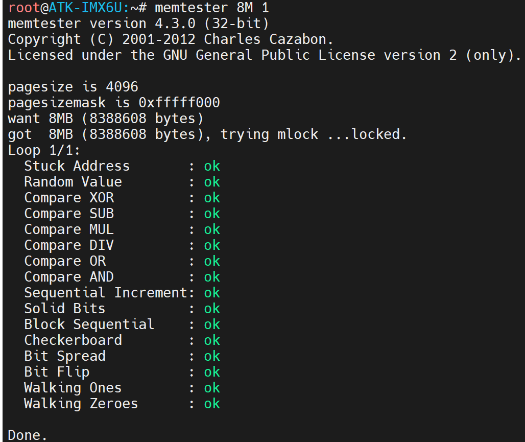 root@ATK-IMX6U:~# memtester 8M 1
memtester version 4.3.0 (32-bit)
Copyright (C) 2001-2012 Charles Cazabon.
Licensed under the GNU General Public License version 2 (only).

pagesize is 4096
pagesizemask is 0xfffff000
want 8MB (8388608 bytes)
got  8MB (8388608 bytes), trying mlock ...locked.
Loop 1/1:
  Stuck Address       : ok
  Random Value        : ok
  Compare XOR         : ok
  Compare SUB         : ok
  Compare MUL         : ok
  Compare DIV         : ok
  Compare OR          : ok
  Compare AND         : ok
  Sequential Increment: ok
  Solid Bits          : ok
  Block Sequential    : ok
  Checkerboard        : ok
  Bit Spread          : ok
  Bit Flip            : ok
  Walking Ones        : ok
  Walking Zeroes      : ok

Done.